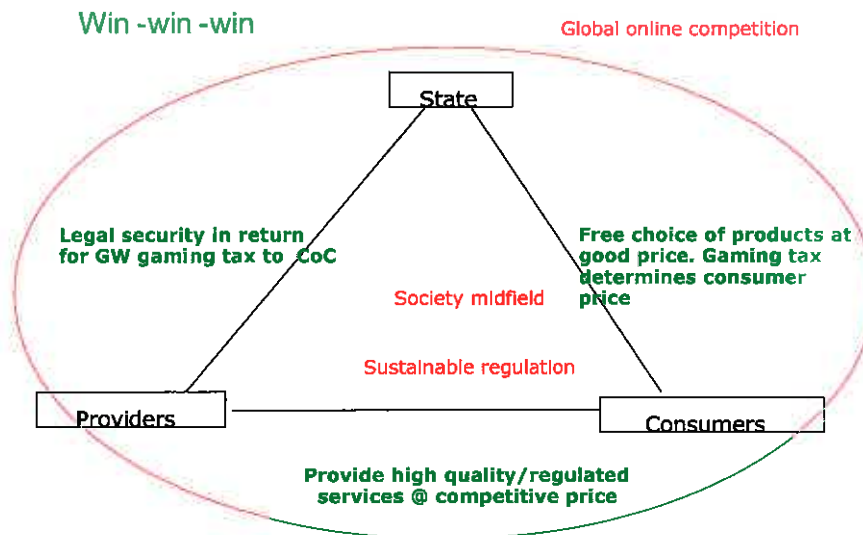 Win -win -win
Global online competition
State
Legal security in return
for GW gaming tax to CoC
Free choice of products at
good price. Gaming tax
determines consumer
price
Society midfield
Sustainable regulation
Providers
Consumers
Provide high quality/regulated
services @ competitive price